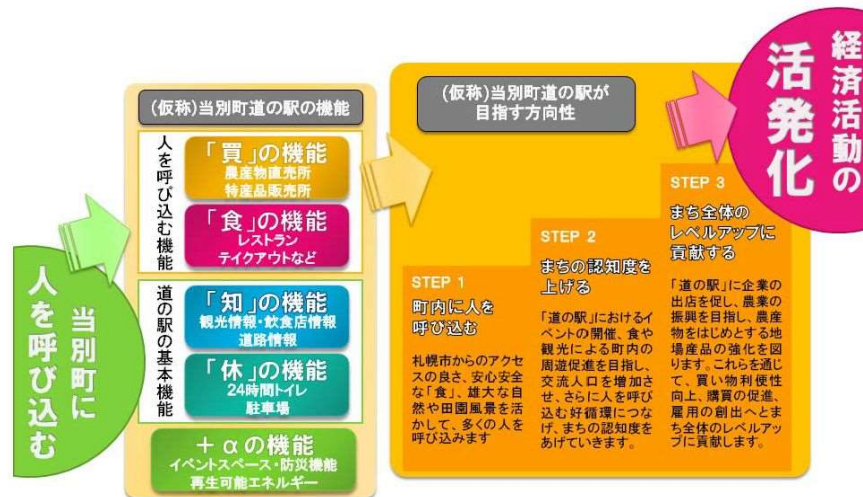 当別町に
人を呼び込む
(仮称)当別町道の駅の機能
人を呼び込む機能
「買」の機能
農産物直売所
特産品販売所
「食」の機能
レストラン
テイクアウトなど
道の駅の基本機能
「知」の機能
観光情報・飲食店情報
道路情報
「休」の機能
24時間トイレ
駐車場
+αの機能
イベントスペース・防災機能
再生可能エネルギー
(仮称)当別町道の駅が
目指す方向性
STEP 1
町内に人を
呼び込む
札幌市からのアクセ
スの良さ、安心安全
な「食」、雄大な自
然や田園風景を活
かして、多くの人を
呼び込みます
STEP 2
まちの認知度を
上げる
「道の駅」におけるイ
ベントの開催、食や
観光による町内の
周遊促進を目指し、
交流人口を増加さ
せ、さらに人を呼び
込む好循環につな
げ、まちの認知度を
あげていきます。
STEP 3
まち全体の
レベルアップに
貢献する
「道の駅」に企業の
出店を促し、農業の
振興を目指し、農産
物をはじめとする地
場産品の強化を図
ります。これらを通じ
て、買い物利便性
向上、購買の促進、
雇用の創出へとま
ち全体のレベルアッ
プに貢献します。
経済活動の
活発化